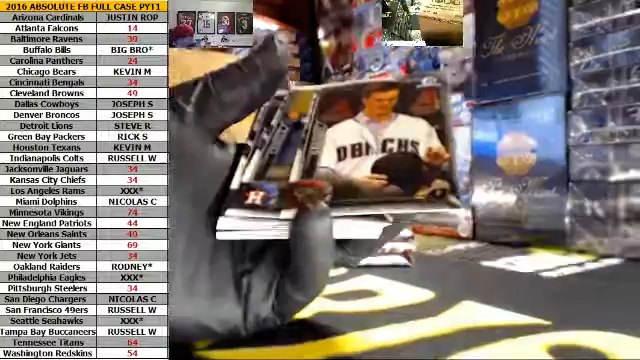 2016 ABSOLUTE FB FULL CASE PYT1
Arizona Cardinals JUSTIN ROP
Atlanta Falcons 14
Baltimore Ravens 39
Buffalo Bills BIG BRO*
Carolina Panthers 24
Chicago Bears KEVIN M
Cincinnati Bengals 34
Cleveland Browns 49
Dallas Cowboys JOSEPH S
Denver Broncos JOSEPH S
Detroit Lions STEVE R
Green Bay Packers RICK S
Houston Texans KEVIN M
Indianapolis Colts RUSSELL W
Jacksonville Jaguars 34
Kansas City Chiefs 34
Los Angeles Rams XXX*
Miami Dolphins NICOLAS C
Minnesota Vikings 74
New England Patriots 44
New Orleans Saints 49
New York Giants 69
New York Jets 34
Oakland Raiders RODNEY*
Philadelphia Eagles XXX*
Pittsburgh Steelers 34
San Diego Chargers NICOLAS C
San Francisco 49ers RUSSELL W
Seattle Seahawks XXX*
Tampa Bay Buccaneers RUSSELL W
Tennessee Titans 64
Washington Redskins 54
DBACKS